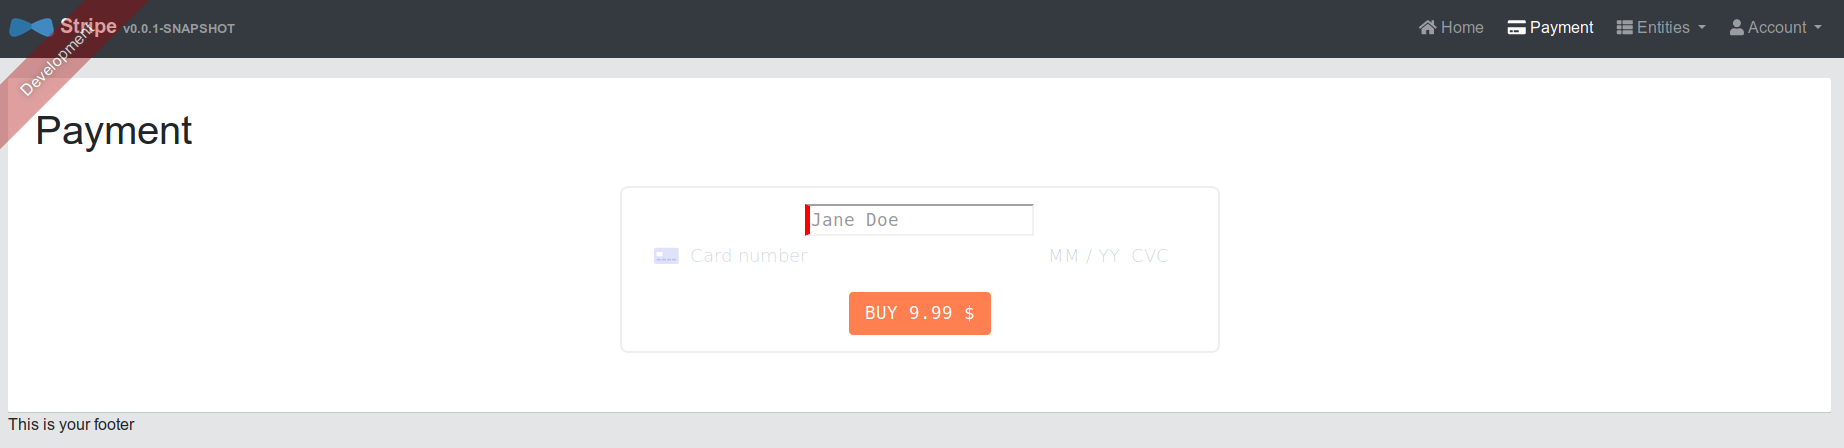 Stripe v0.0.1-SNAPSHOT
Home Payment Entities Account
Development
Payment
Jane Doe
Card number MM / YY CVC
BUY 9.99 $
This is your footer